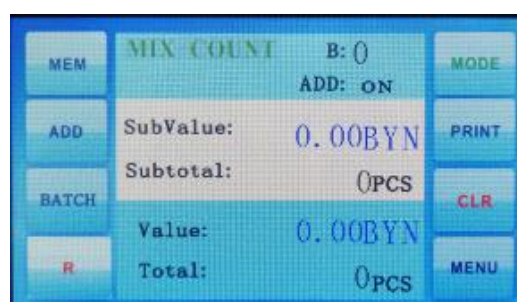 MEM
MIX COUNT B: 0
MODE
ADD: ON
ADD
SubValue: 0.00BYN
PRINT
Subtotal: 0PCS
BATCH
CLR
Value: 0.00BYN
R
Total: 0PCS
MENU